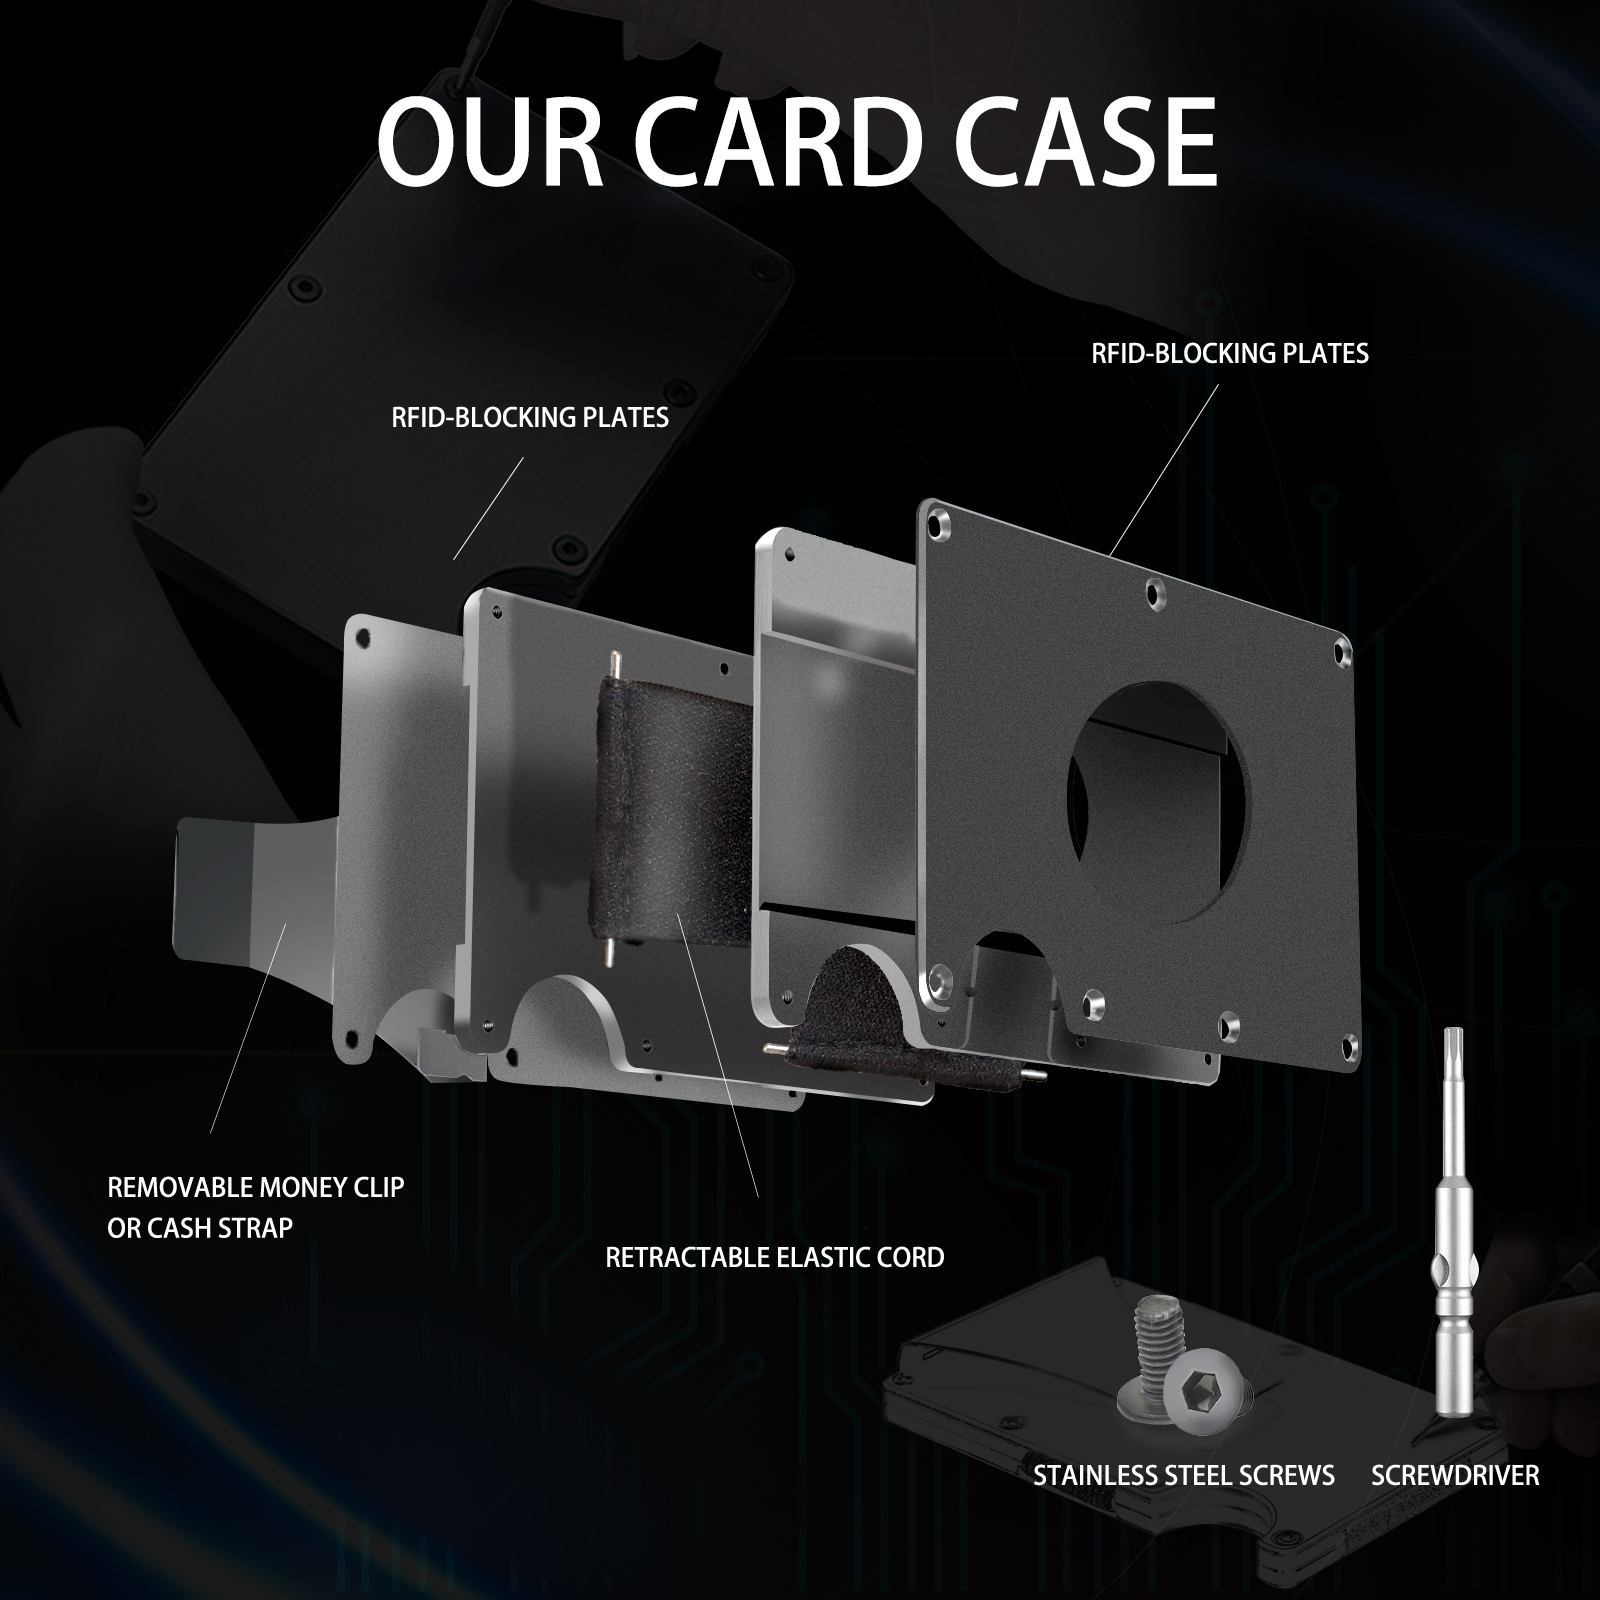 OUR CARD CASE
RFID-BLOCKING PLATES
RFID-BLOCKING PLATES
REMOVABLE MONEY CLIP
OR CASH STRAP
RETRACTABLE ELASTIC CORD
STAINLESS STEEL SCREWS
SCREWDRIVER